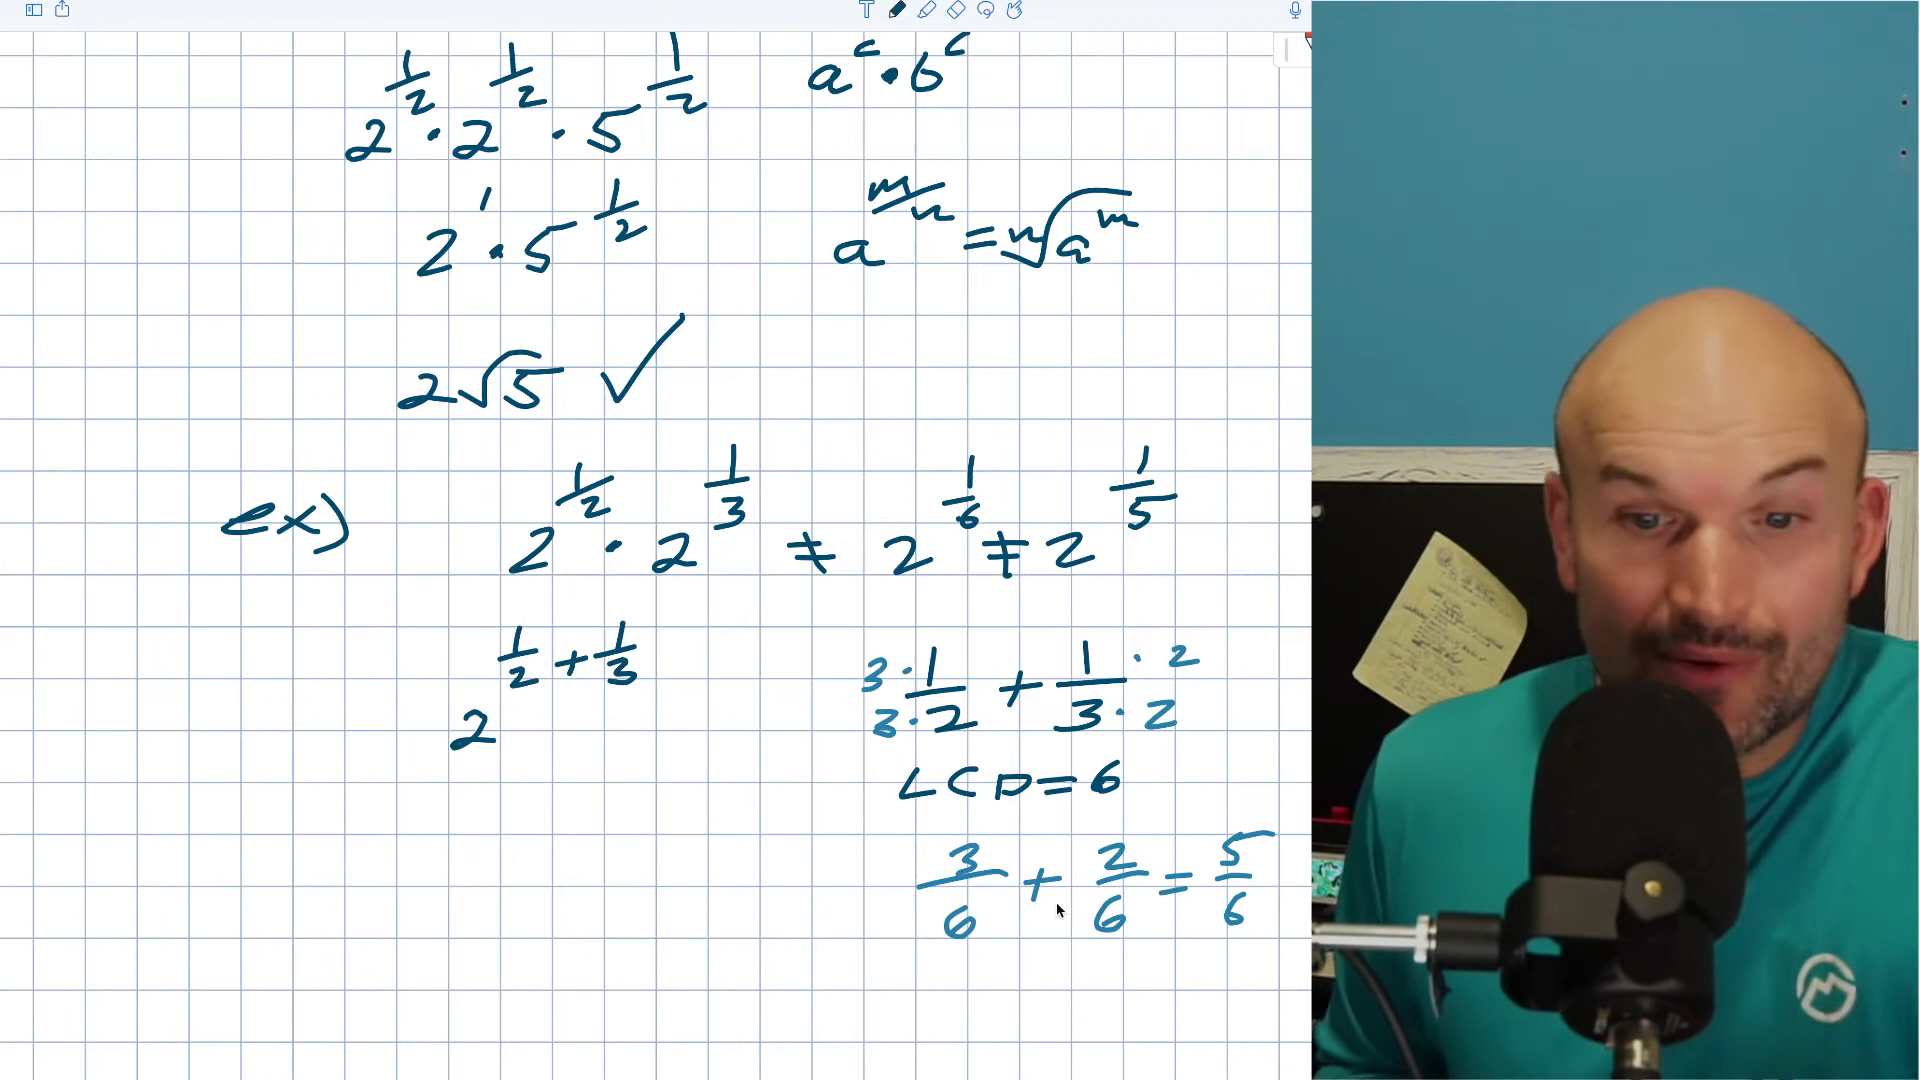 2^{1/2} · 2^{1/2} · 5^{1/2}
a^c · b^c
2^1 · 5^{1/2}
a^{m/n} = ⁿ√a^m
2√5 ✓
ex) 2^{1/2} · 2^{1/3} ≠ 2^{1/6} ≠ 2^{1/5}
2^{1/2 + 1/3}
3·1/3·2 + 1·2/3·2
LCD = 6
3/6 + 2/6 = 5/6